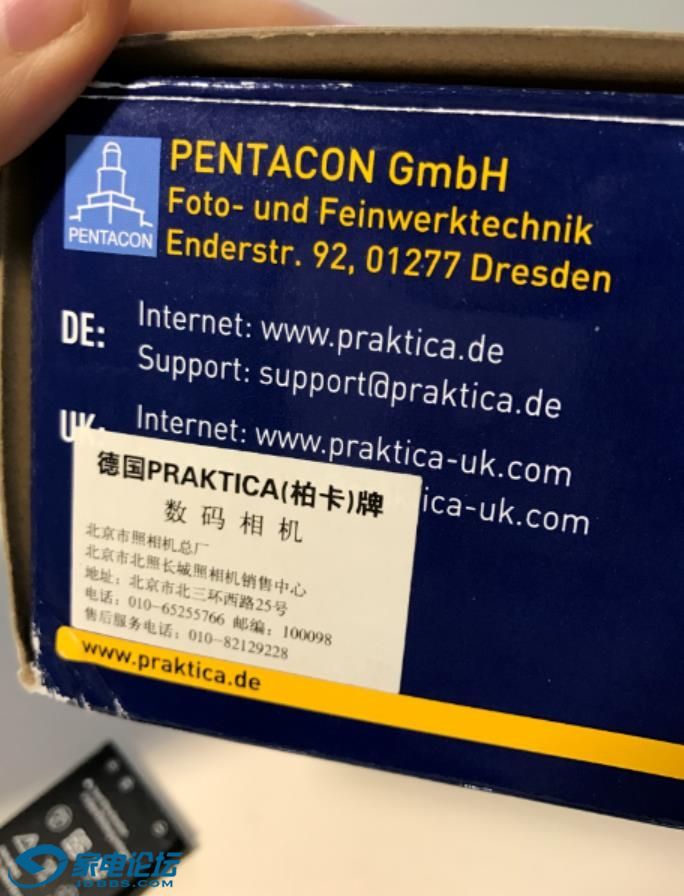 PENTACON
PENTACON GmbH
Foto- und Feinwerktechnik
Enderstr. 92, 01277 Dresden
DE:
Internet: www.praktica.de
Support: support@praktica.de
UK:
Internet: www.praktica-uk.com
ica-uk.com
德国PRAKTICA(柏卡)牌
数码相机
北京市照相机总厂
北京市北照长城照相机销售中心
地址：北京市北三环西路25号
电话：010-65255766 邮编：100098
售后服务电话：010-82129228
www.praktica.de
家电论坛
JDBBS.COM